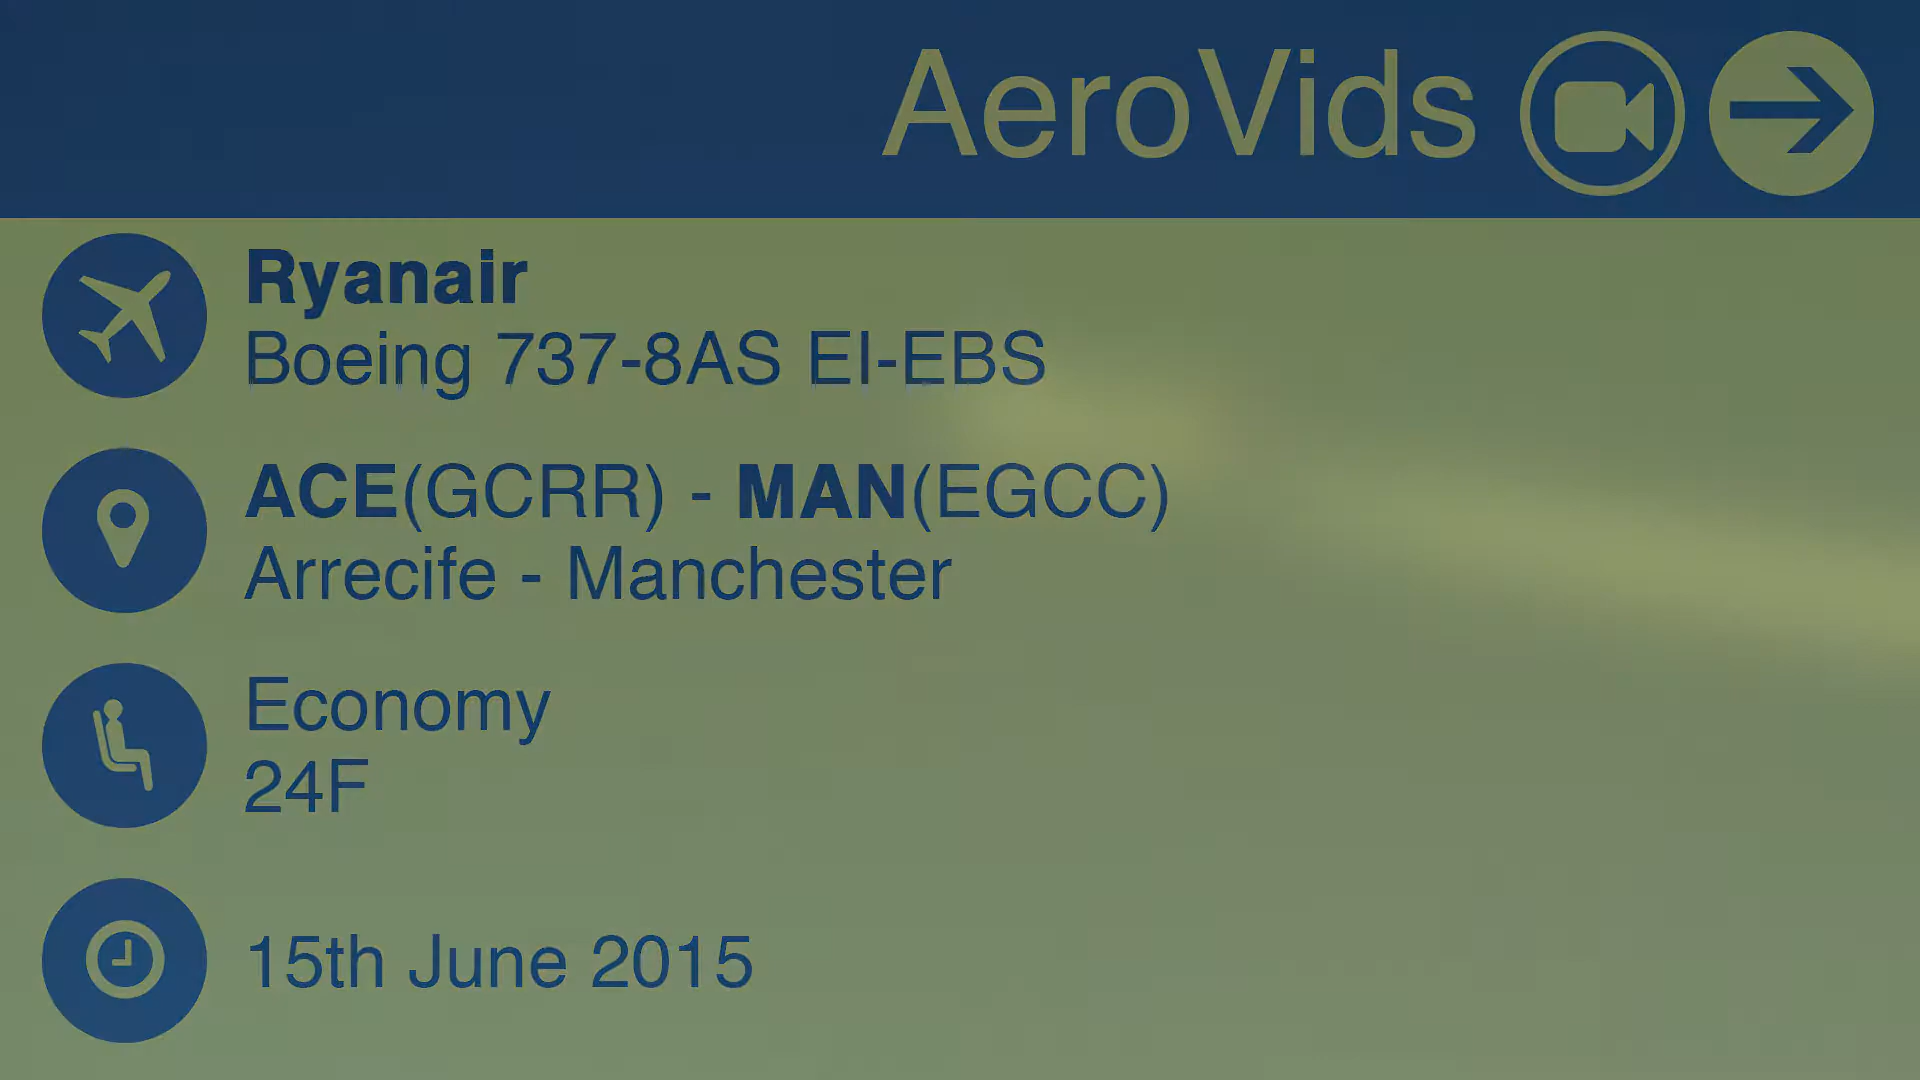 AeroVids
Ryanair
Boeing 737-8AS EI-EBS
ACE(GCRR) - MAN(EGCC)
Arrecife - Manchester
Economy
24F
15th June 2015